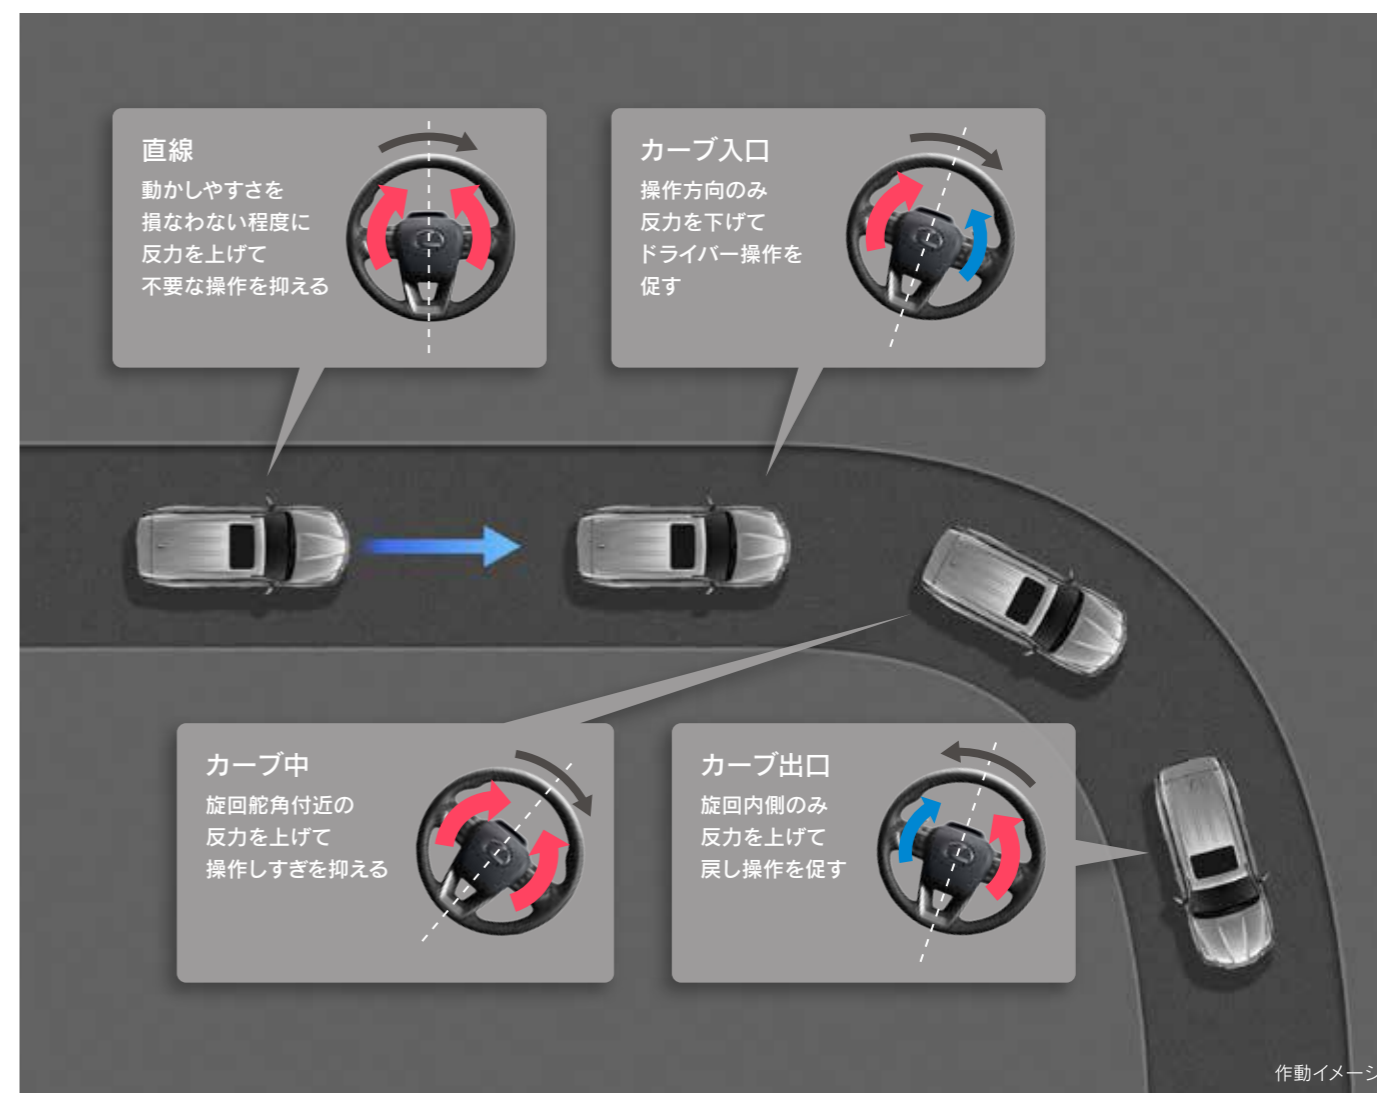 直線
動かしやすさを
損なわない程度に
反力を上げて
不要な操作を抑える
カーブ入口
操作方向のみ
反力を下げて
ドライバー操作を
促す
カーブ中
旋回舵角付近の
反力を上げて
操作しすぎを抑える
カーブ出口
旋回内側のみ
反力を上げて
戻し操作を促す
作動イメージ